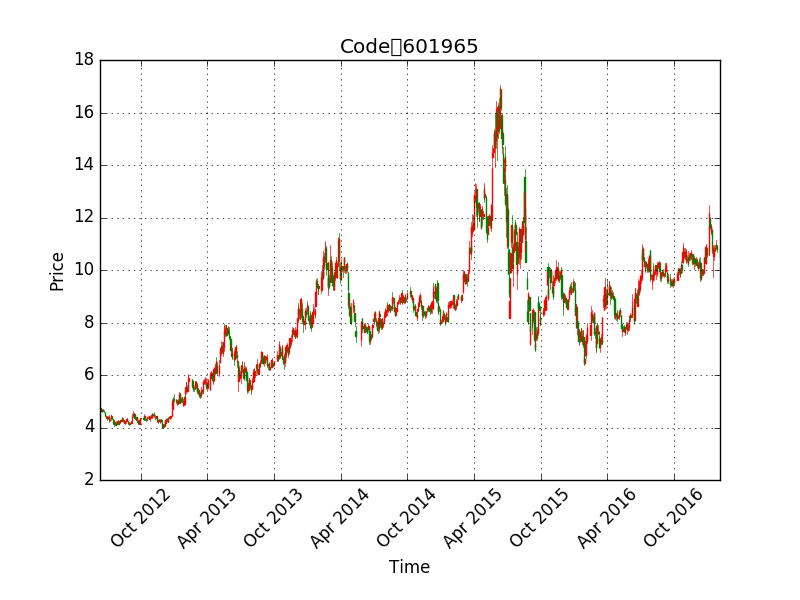 Code▯601965
18
16
14
12
10
8
6
4
2
Price
Oct 2012
Apr 2013
Oct 2013
Apr 2014
Oct 2014
Apr 2015
Oct 2015
Apr 2016
Oct 2016
Time